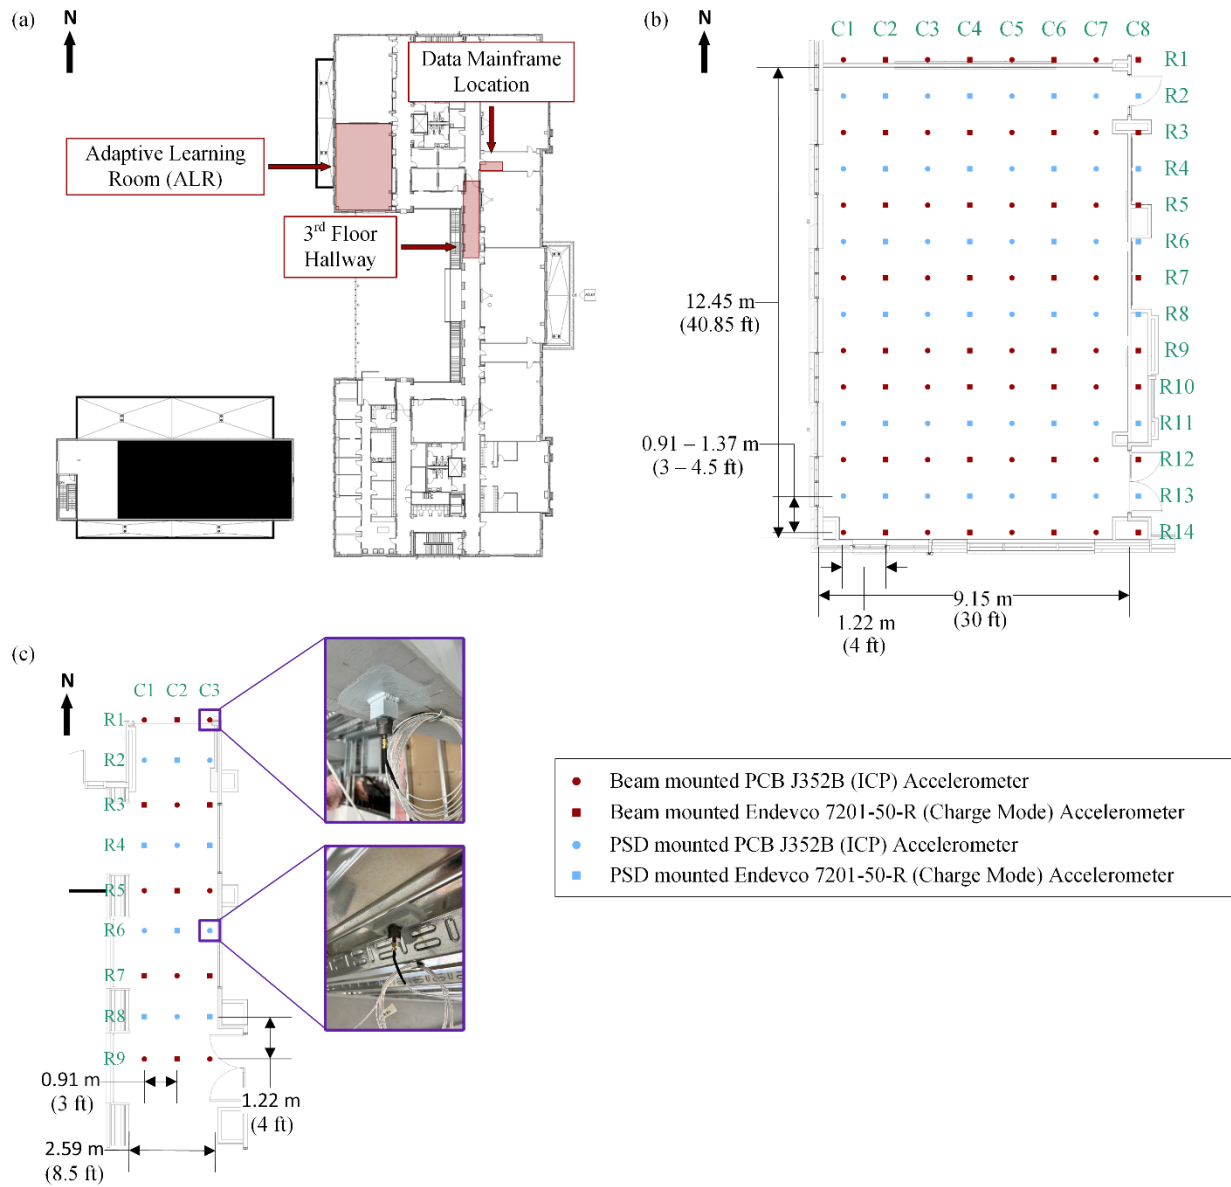 (a)
N
Data Mainframe
Location
Adaptive Learning
Room (ALR)
3rd Floor
Hallway
(b)
N
C1 C2 C3 C4 C5 C6 C7 C8
R1
R2
R3
R4
R5
R6
R7
R8
R9
R10
R11
R12
R13
R14
12.45 m
(40.85 ft)
0.91 – 1.37 m
(3 – 4.5 ft)
9.15 m
(30 ft)
1.22 m
(4 ft)
(c)
N
C1 C2 C3
R1
R2
R3
R4
R5
R6
R7
R8
R9
0.91 m
(3 ft)
1.22 m
(4 ft)
2.59 m
(8.5 ft)
Beam mounted PCB J352B (ICP) Accelerometer
Beam mounted Endevco 7201-50-R (Charge Mode) Accelerometer
PSD mounted PCB J352B (ICP) Accelerometer
PSD mounted Endevco 7201-50-R (Charge Mode) Accelerometer